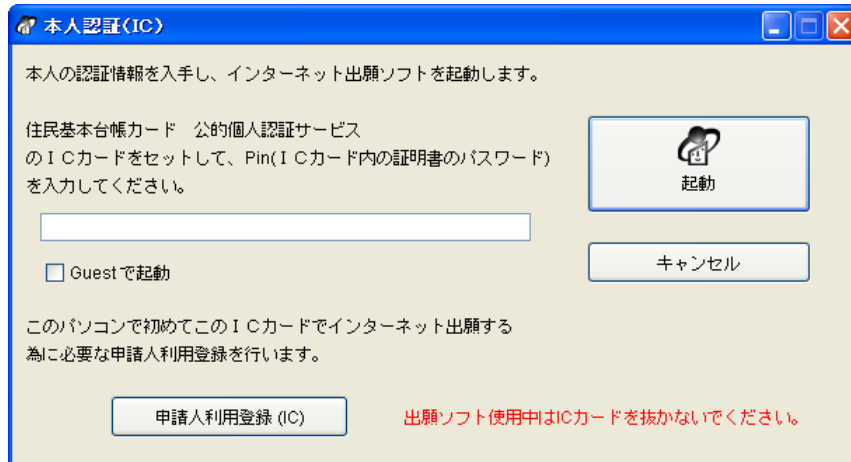 本人認証(IC)
本人の認証情報を入手し、インターネット出願ソフトを起動します。
住民基本台帳カード　公的個人認証サービス
のＩＣカードをセットして、Pin(ＩＣカード内の証明書のパスワード)
を入力してください。
起動
Guestで起動
キャンセル
このパソコンで初めてこのＩＣカードでインターネット出願する
為に必要な申請人利用登録を行います。
申請人利用登録 (IC)
出願ソフト使用中はICカードを抜かないでください。